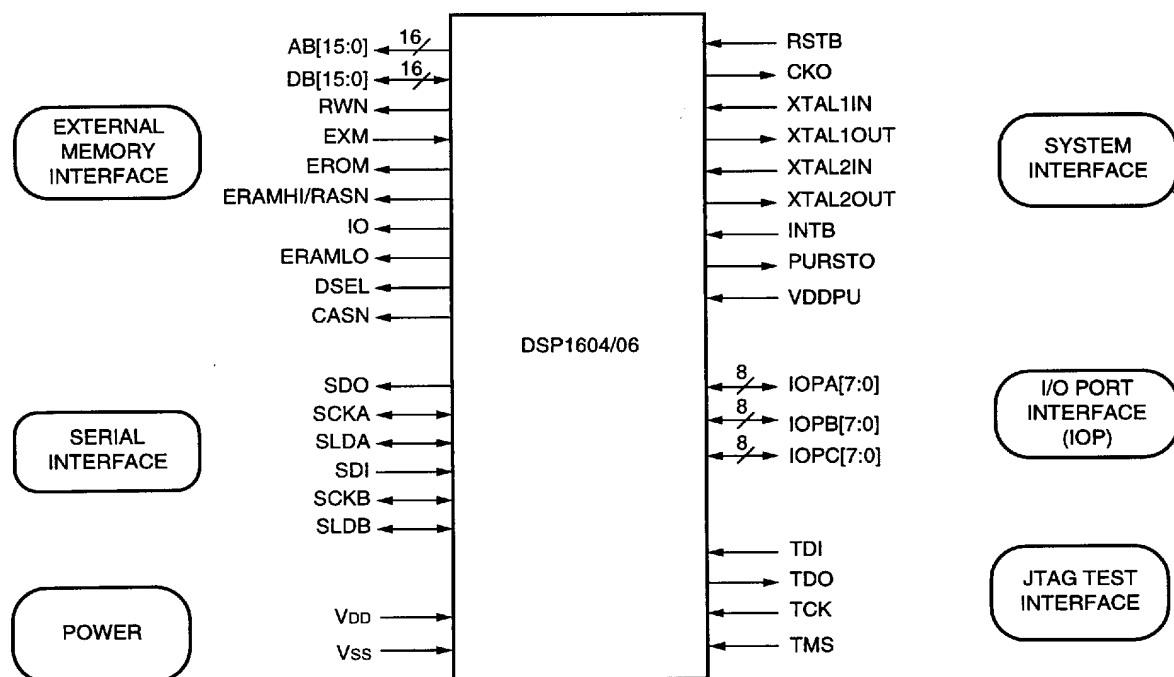 EXTERNAL
MEMORY
INTERFACE
SERIAL
INTERFACE
POWER
AB[15:0] 16
DB[15:0] 16
RWN
EXM
EROM
ERAMHI/RASN
IO
ERAMLO
DSEL
CASN
SDO
SCKA
SLDA
SDI
SCKB
SLDB
VDD
VSS
DSP1604/06
RSTB
CKO
XTAL1IN
XTAL1OUT
XTAL2IN
XTAL2OUT
INTB
PURSTO
VDDPU
8 IOPA[7:0]
8 IOPB[7:0]
8 IOPC[7:0]
TDI
TDO
TCK
TMS
SYSTEM
INTERFACE
I/O PORT
INTERFACE
(IOP)
JTAG TEST
INTERFACE